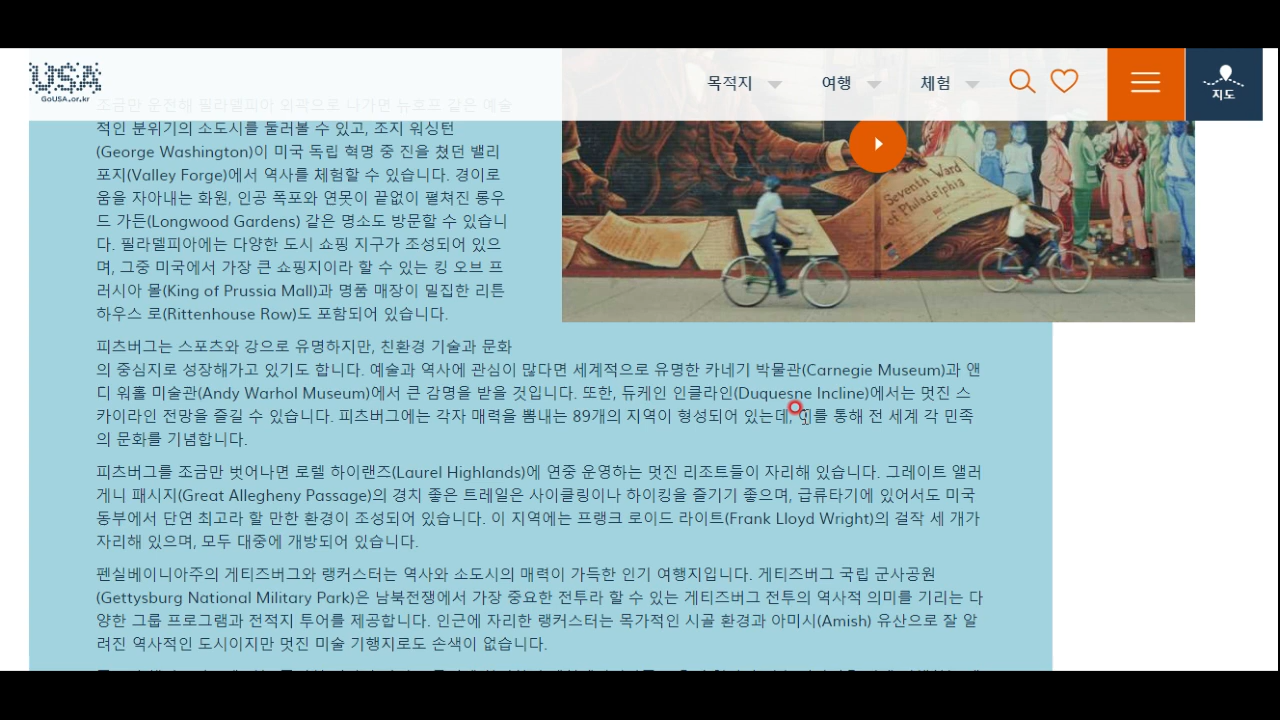 USA
GoUSA.or.kr
목적지
여행
체험
지도
조금만 운전해 필라델피아 외곽으로 나가면 뉴호프 같은 예술
적인 분위기의 소도시를 둘러볼 수 있고, 조지 워싱턴
(George Washington)이 미국 독립 혁명 중 진을 쳤던 밸리
포지(Valley Forge)에서 역사를 체험할 수 있습니다. 경이로
움을 자아내는 화원, 인공 폭포와 연못이 끝없이 펼쳐진 롱우
드 가든(Longwood Gardens) 같은 명소도 방문할 수 있습니
다. 필라델피아에는 다양한 도시 쇼핑 지구가 조성되어 있으
며, 그중 미국에서 가장 큰 쇼핑지이라 할 수 있는 킹 오브 프
러시아 몰(King of Prussia Mall)과 명품 매장이 밀집한 리튼
하우스 로(Rittenhouse Row)도 포함되어 있습니다.
Seventh Ward
of Philadelphia
피츠버그는 스포츠와 강으로 유명하지만, 친환경 기술과 문화
의 중심지로 성장해가고 있기도 합니다. 예술과 역사에 관심이 많다면 세계적으로 유명한 카네기 박물관(Carnegie Museum)과 앤
디 워홀 미술관(Andy Warhol Museum)에서 큰 감명을 받을 것입니다. 또한, 듀케인 인클라인(Duquesne Incline)에서는 멋진 스
카이라인 전망을 즐길 수 있습니다. 피츠버그에는 각자 매력을 뽐내는 89개의 지역이 형성되어 있는데, 이를 통해 전 세계 각 민족
의 문화를 기념합니다.
피츠버그를 조금만 벗어나면 로렐 하이랜즈(Laurel Highlands)에 연중 운영하는 멋진 리조트들이 자리해 있습니다. 그레이트 앨러
게니 패시지(Great Allegheny Passage)의 경치 좋은 트레일은 사이클링이나 하이킹을 즐기기 좋으며, 급류타기에 있어서도 미국
동부에서 단연 최고라 할 만한 환경이 조성되어 있습니다. 이 지역에는 프랭크 로이드 라이트(Frank Lloyd Wright)의 걸작 세 개가
자리해 있으며, 모두 대중에 개방되어 있습니다.
펜실베이니아주의 게티즈버그와 랭커스터는 역사와 소도시의 매력이 가득한 인기 여행지입니다. 게티즈버그 국립 군사공원
(Gettysburg National Military Park)은 남북전쟁에서 가장 중요한 전투라 할 수 있는 게티즈버그 전투의 역사적 의미를 기리는 다
양한 그룹 프로그램과 전적지 투어를 제공합니다. 인근에 자리한 랭커스터는 목가적인 시골 환경과 아미시(Amish) 유산으로 잘 알
려진 역사적인 도시이지만 멋진 미술 기행지로도 손색이 없습니다.